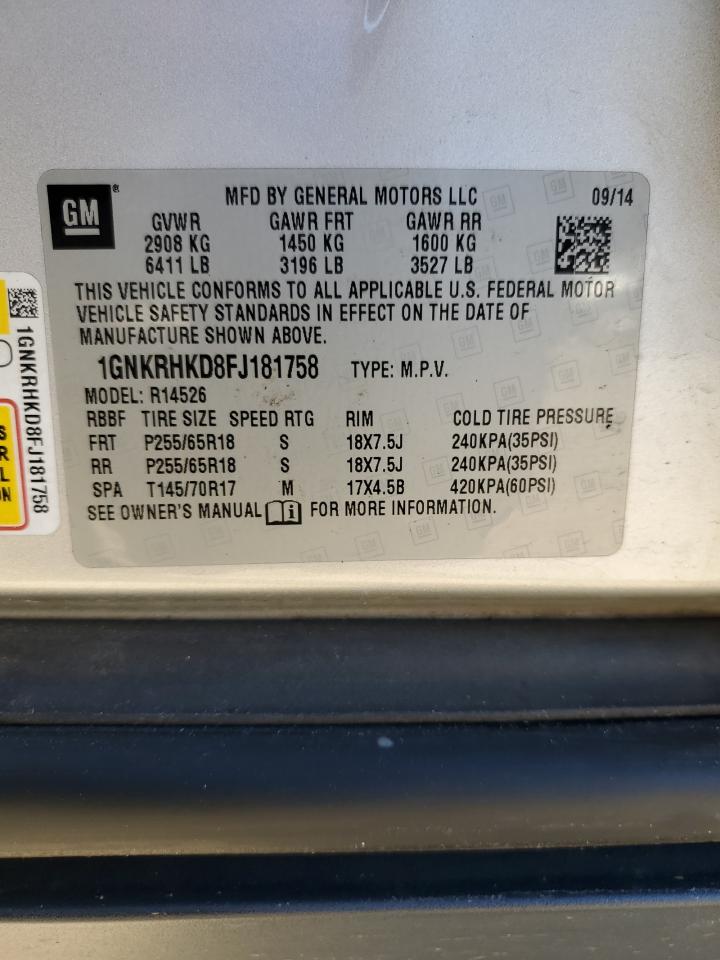 GM®
MFD BY GENERAL MOTORS LLC 09/14
GVWR GAWR FRT GAWR RR
2908 KG 1450 KG 1600 KG
6411 LB 3196 LB 3527 LB
THIS VEHICLE CONFORMS TO ALL APPLICABLE U.S. FEDERAL MOTOR
VEHICLE SAFETY STANDARDS IN EFFECT ON THE DATE OF
MANUFACTURE SHOWN ABOVE.
1GNKRHKD8FJ181758 TYPE: M.P.V.
MODEL: R14526
RBBF TIRE SIZE SPEED RTG RIM COLD TIRE PRESSURE
FRT P255/65R18 S 18X7.5J 240KPA(35PSI)
RR P255/65R18 S 18X7.5J 240KPA(35PSI)
SPA T145/70R17 M 17X4.5B 420KPA(60PSI)
SEE OWNER'S MANUAL FOR MORE INFORMATION.
1GNKRHKD8FJ181758